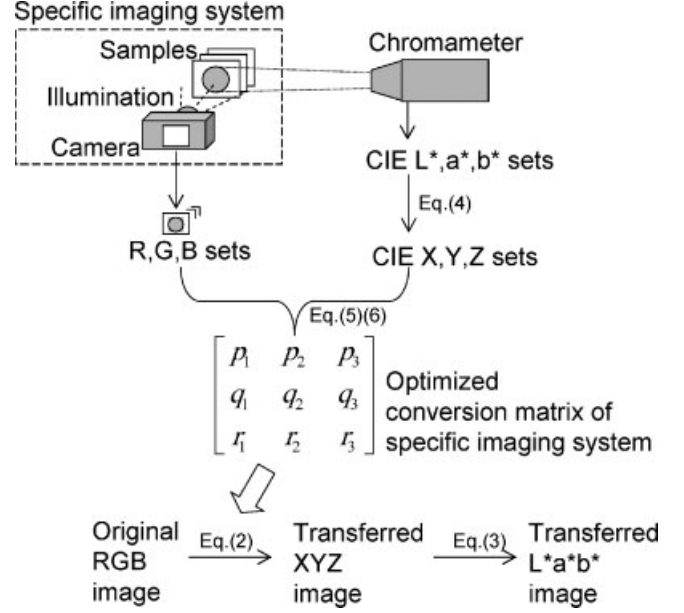 Specific imaging system
Samples
Chromameter
Illumination
Camera
CIE L*,a*,b* sets
Eq.(4)
R,G,B sets
CIE X,Y,Z sets
Eq.(5)(6)
p₁ p₂ p₃
q₁ q₂ q₃
r₁ r₂ r₃
Optimized
conversion matrix of
specific imaging system
Original
RGB
image
Eq.(2)
Transferred
XYZ
image
Eq.(3)
Transferred
L*a*b*
image